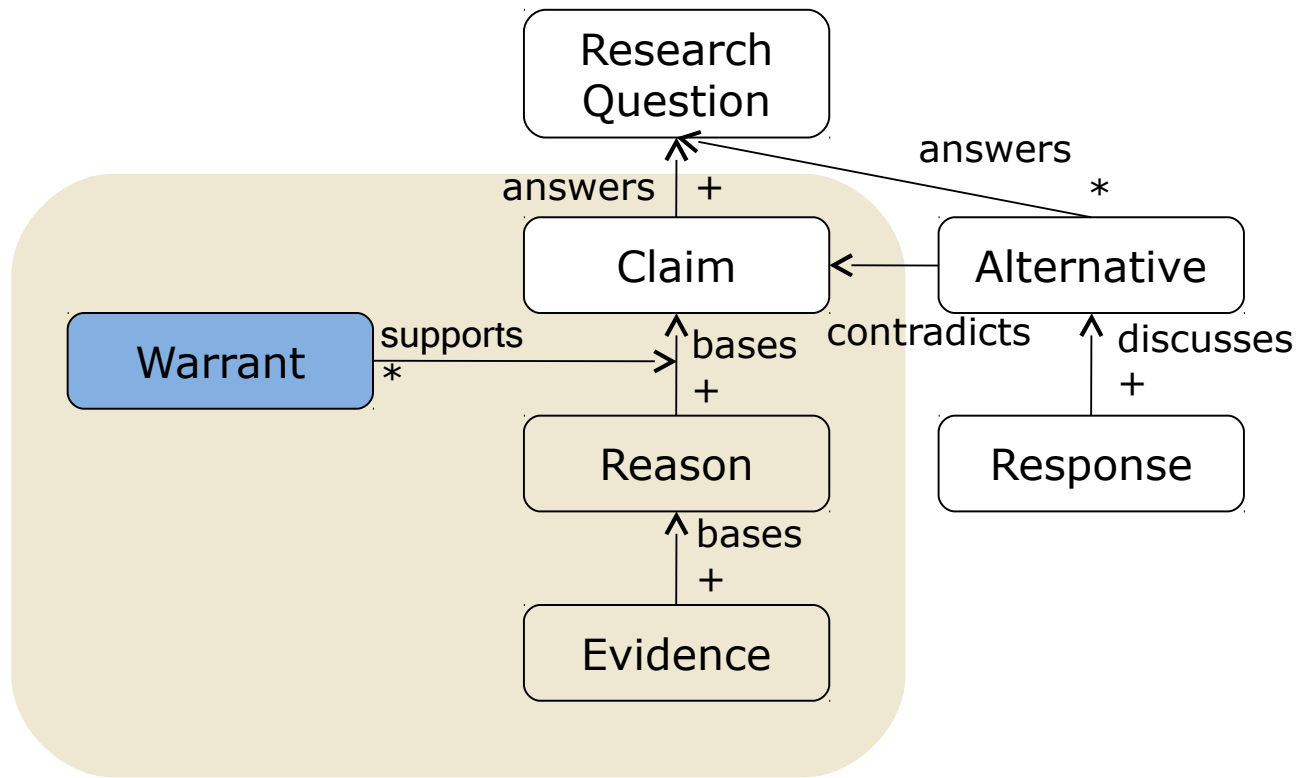 Research
Question
answers
*
answers +
Claim
Alternative
contradicts
Warrant
supports
*
bases
+
discusses
+
Reason
Response
bases
+
Evidence